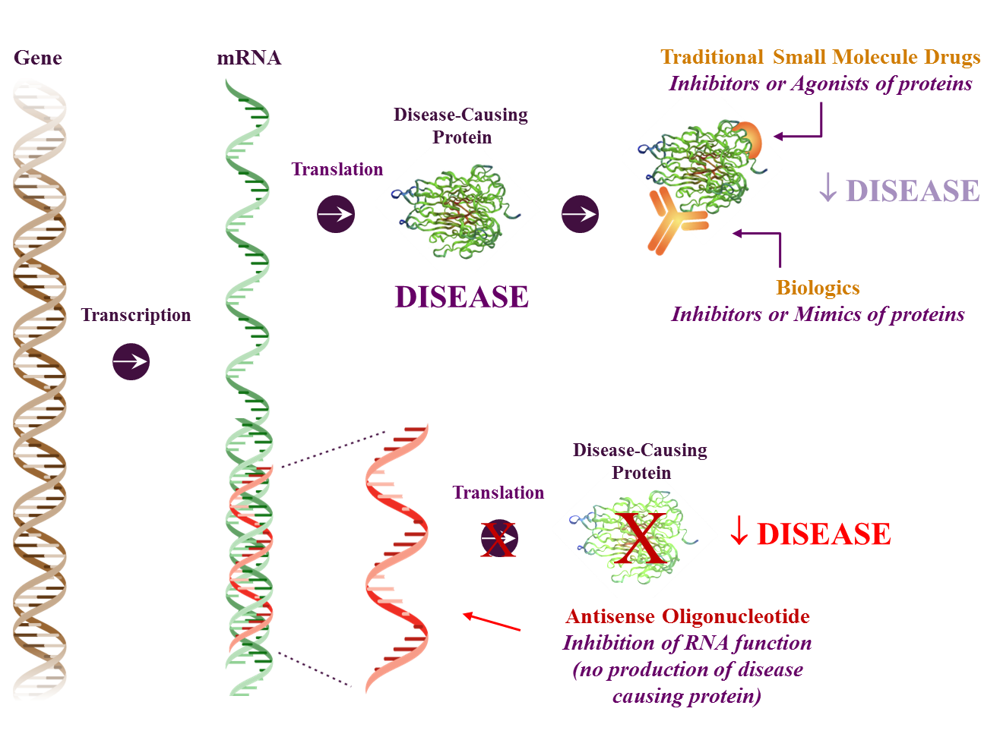 Gene
mRNA
Traditional Small Molecule Drugs
Inhibitors or Agonists of proteins
Disease-Causing
Protein
Translation
↓ DISEASE
DISEASE
Biologics
Inhibitors or Mimics of proteins
Transcription
Disease-Causing
Protein
Translation
X
X
↓ DISEASE
Antisense Oligonucleotide
Inhibition of RNA function
(no production of disease
causing protein)